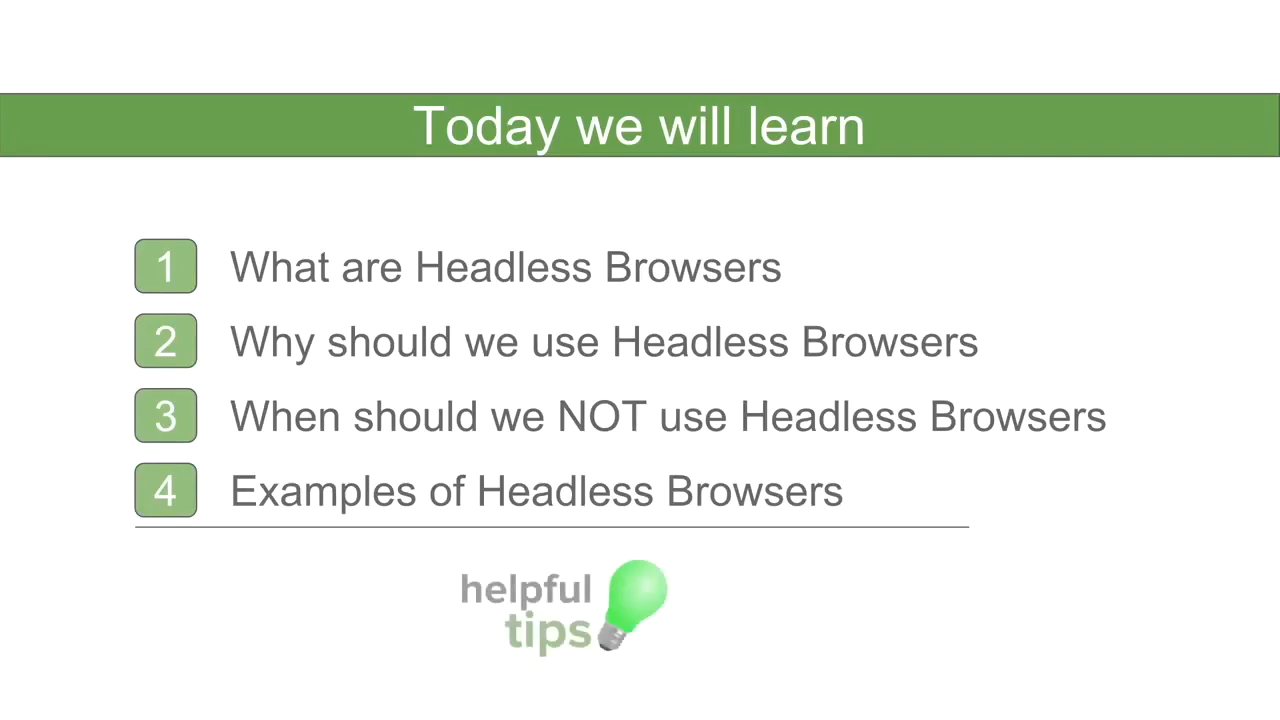 Today we will learn
1 What are Headless Browsers
2 Why should we use Headless Browsers
3 When should we NOT use Headless Browsers
4 Examples of Headless Browsers
helpful
tips